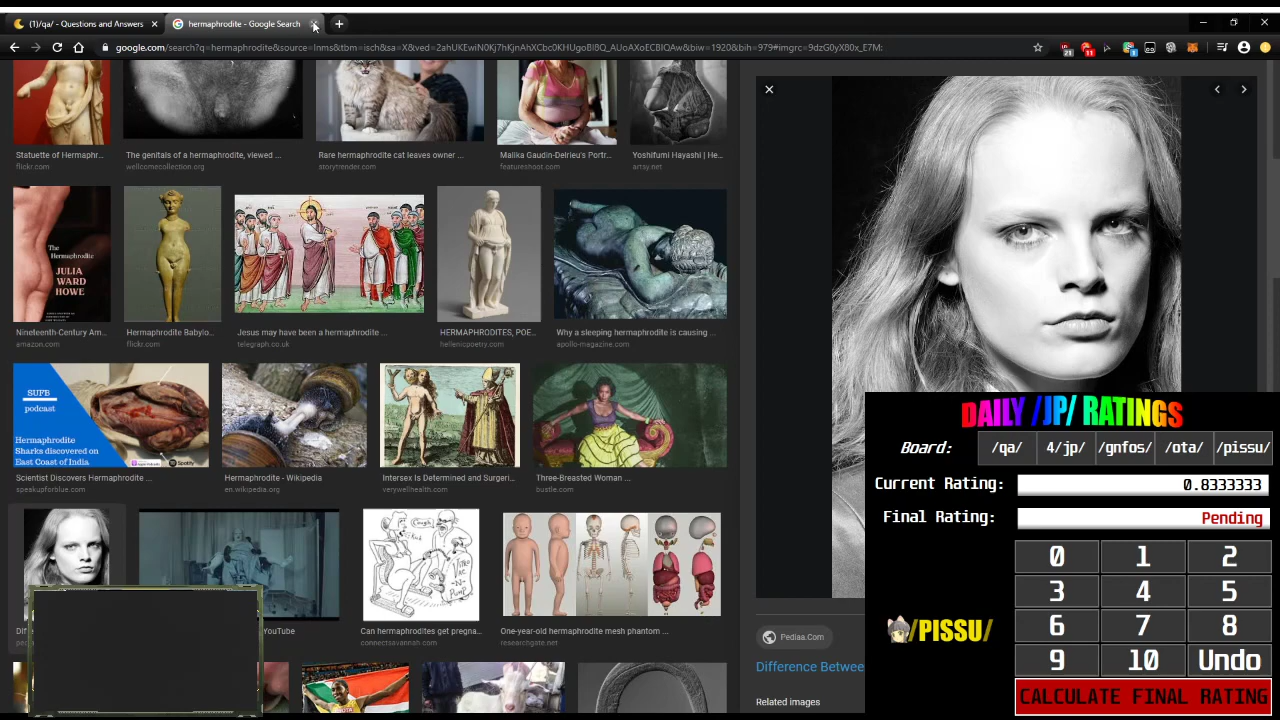 (1)/qa/ - Questions and Answers
hermaphrodite - Google Search
google.com/search?q=hermaphrodite&source=lnms&tbm=isch&sa=X&ved=2ahUKEwiN0Kj7hKjnAhXCbc0KHUgoBl8Q_AUoAXoECBIQAw&biw=1920&bih=979#imgrc=9dzG0yX80x_E7M:
21
11
3
Statuette of Hermaphr...
The genitals of a hermaphrodite, viewed ...
Rare hermaphrodite cat leaves owner ...
Malika Gaudin-Delrieu's Portr...
Yoshifumi Hayashi | He...
flickr.com
wellcomecollection.org
storytrender.com
featureshoot.com
artsy.net
The
Hermaphrodite
JULIA
WARD
HOWE
Nineteenth-Century Am...
Hermaphrodite Babylo...
Jesus may have been a hermaphrodite ...
HERMAPHRODITES, POE...
Why a sleeping hermaphrodite is causing ...
amazon.com
flickr.com
telegraph.co.uk
hellenicpoetry.com
apollo-magazine.com
SUFB
podcast
Hermaphrodite
Sharks discovered on
East Coast of India
Spotify
Scientist Discovers Hermaphrodite ...
Hermaphrodite - Wikipedia
Intersex Is Determined and Surgeri...
Three-Breasted Woman ...
speakupforblue.com
en.wikipedia.org
verywellhealth.com
bustle.com
YouTube
Can hermaphrodites get pregna...
One-year-old hermaphrodite mesh phantom ...
connectsavannah.com
researchgate.net
Pediaa.Com
Difference Betwee
Related images
DAILY /JP/ RATINGS
Board:
/qa/
4/jp/
/gnfos/
/ota/
/pissu/
Current Rating:
0.8333333
Final Rating:
Pending
0
1
2
3
4
5
6
7
8
/PISSU/
9
10
Undo
CALCULATE FINAL RATING